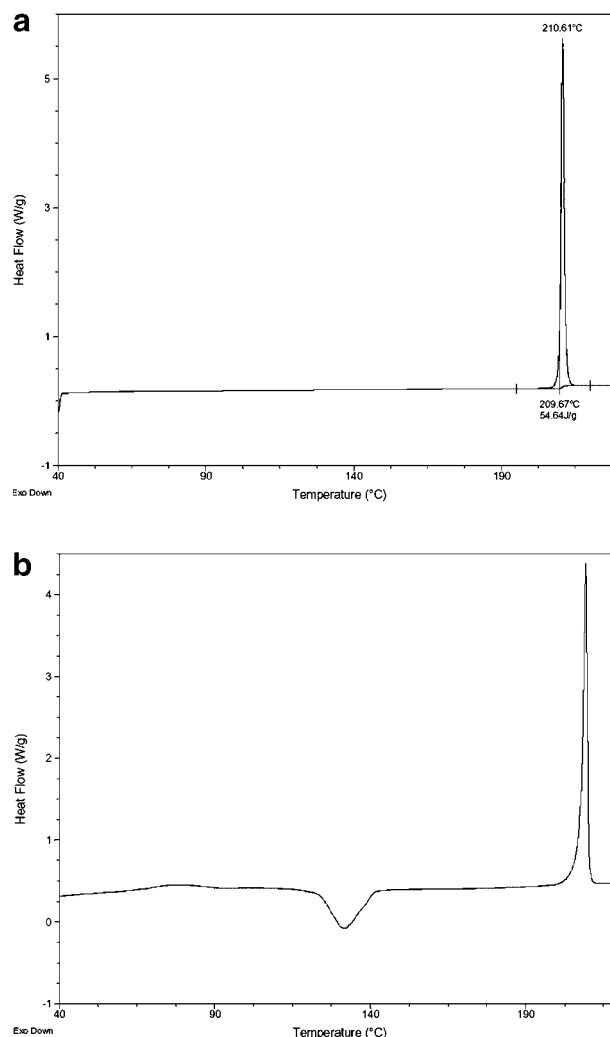 a
210.61°C
5
3
1
-1
Heat Flow (W/g)
209.67°C
54.64J/g
40
90
140
190
Exo Down
Temperature (°C)
b
4
3
2
1
0
-1
Heat Flow (W/g)
40
90
140
190
Exo Down
Temperature (°C)